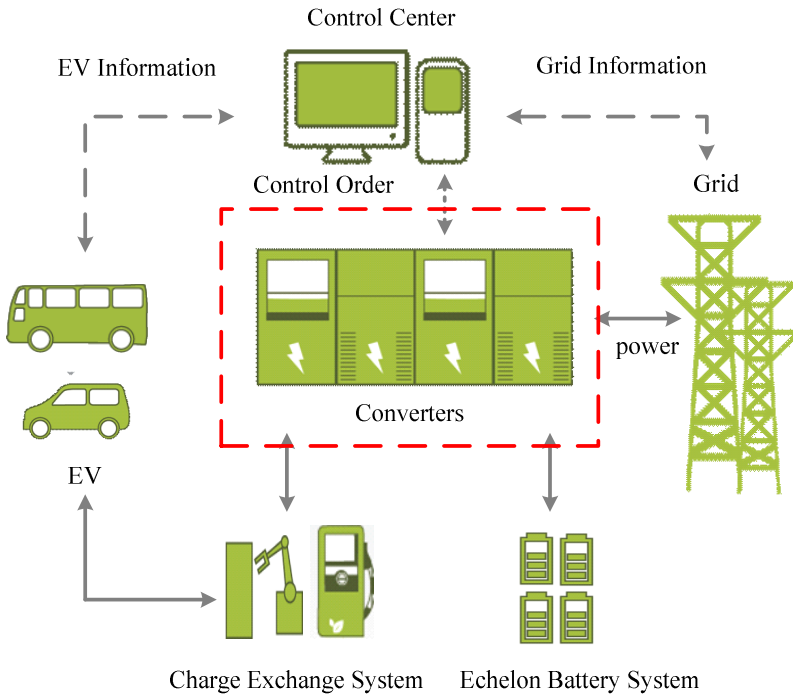 Control Center
EV Information
Grid Information
Control Order
Grid
power
Converters
EV
Charge Exchange System
Echelon Battery System